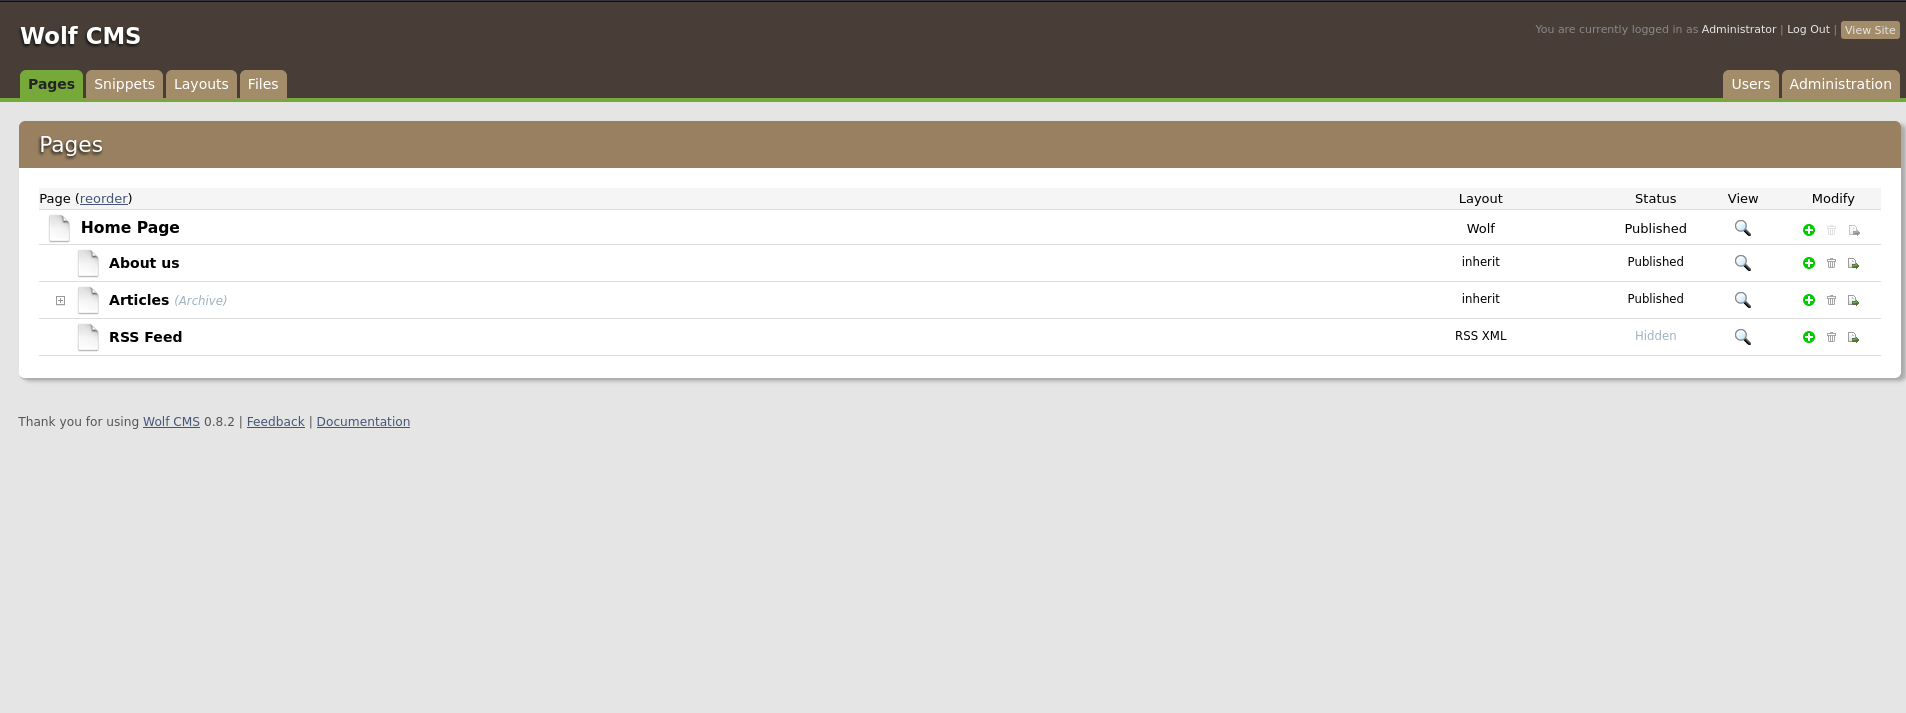 Wolf CMS
You are currently logged in as Administrator | Log Out | View Site
Pages Snippets Layouts Files Users Administration
Pages
Page (reorder) Layout Status View Modify
Home Page Wolf Published
About us inherit Published
Articles (Archive) inherit Published
RSS Feed RSS XML Hidden
Thank you for using Wolf CMS 0.8.2 | Feedback | Documentation